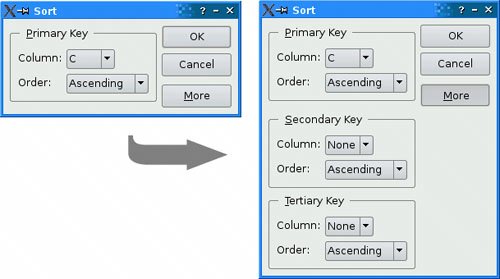 Sort
Primary Key
Column: C
Order: Ascending
OK
Cancel
More
Sort
Primary Key
Column: C
Order: Ascending
OK
Cancel
More
Secondary Key
Column: None
Order: Ascending
Tertiary Key
Column: None
Order: Ascending